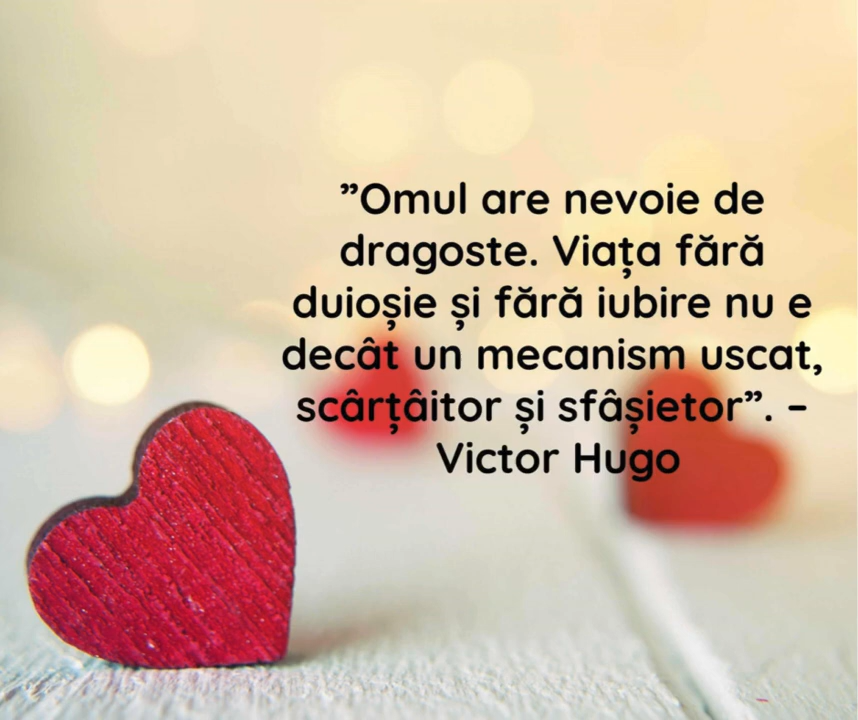 ”Omul are nevoie de
dragoste. Viața fără
duioșie și fără iubire nu e
decât un mecanism uscat,
scârțâitor și sfâșietor”. –
Victor Hugo